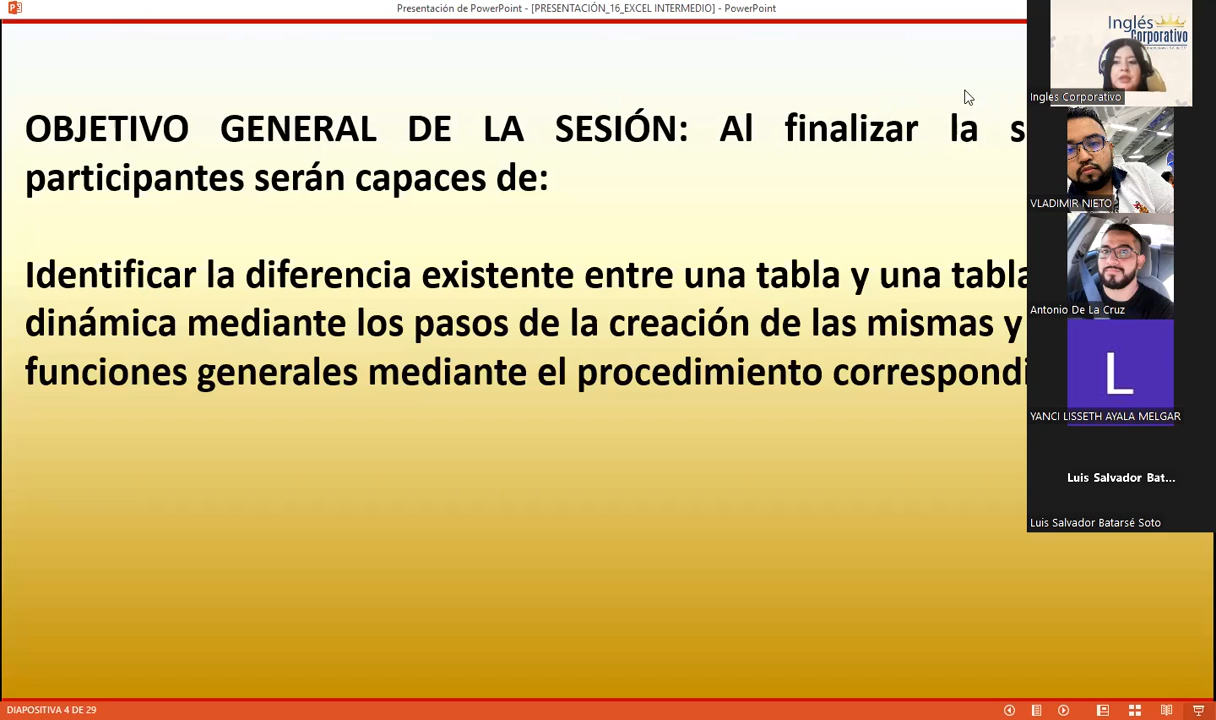 Presentación de PowerPoint - [PRESENTACIÓN_16_EXCEL INTERMEDIO] - PowerPoint
OBJETIVO GENERAL DE LA SESIÓN: Al finalizar la s
participantes serán capaces de:
Identificar la diferencia existente entre una tabla y una tabla
dinámica mediante los pasos de la creación de las mismas y
funciones generales mediante el procedimiento correspondi
Inglés
Corporativo
Ingles Corporativo
VLADIMIR NIETO
Antonio De La Cruz
L
YANCI LISSETH AYALA MELGAR
Luis Salvador Bat...
Luis Salvador Batarsé Soto
DIAPOSITIVA 4 DE 29